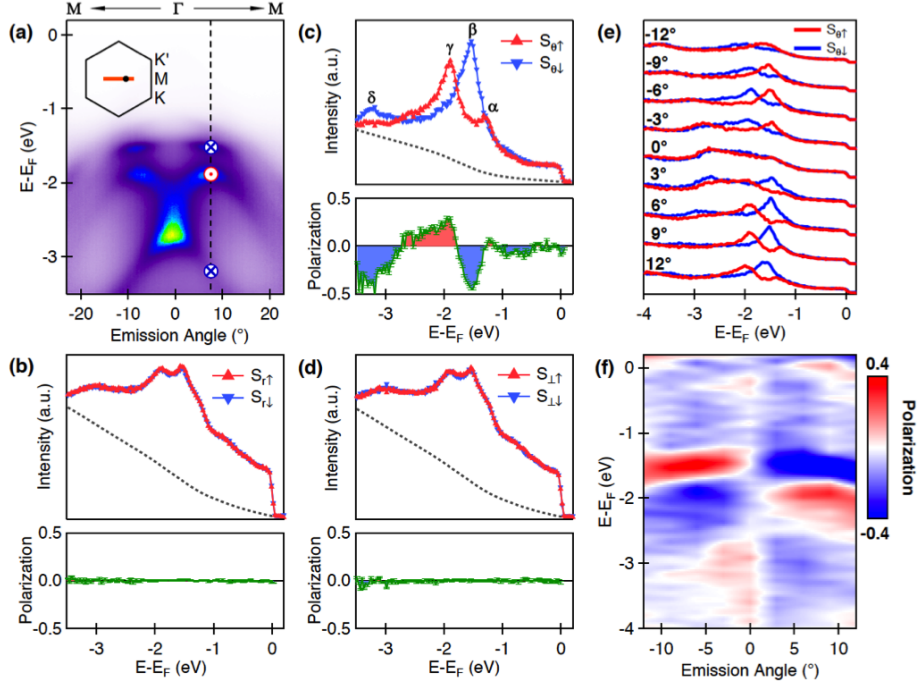 M Γ M
(a)
0
-1
-2
-3
E-E_F (eV)
K'
M
K
-20 -10 0 10 20
Emission Angle (°)
(b)
S_r↑
S_r↓
Intensity (a.u.)
0.5
0.0
-0.5
Polarization
-3 -2 -1 0
E-E_F (eV)
(c)
S_θ↑
S_θ↓
δ
γ
β
α
Intensity (a.u.)
0.5
0.0
-0.5
Polarization
-3 -2 -1 0
E-E_F (eV)
(d)
S_⊥↑
S_⊥↓
Intensity (a.u.)
0.5
0.0
-0.5
Polarization
-3 -2 -1 0
E-E_F (eV)
(e)
S_θ↑
S_θ↓
-12°
-9°
-6°
-3°
0°
3°
6°
9°
12°
-4 -3 -2 -1 0
E-E_F (eV)
(f)
0
-1
-2
-3
-4
E-E_F (eV)
-10 -5 0 5 10
Emission Angle (°)
0.4
-0.4
Polarization